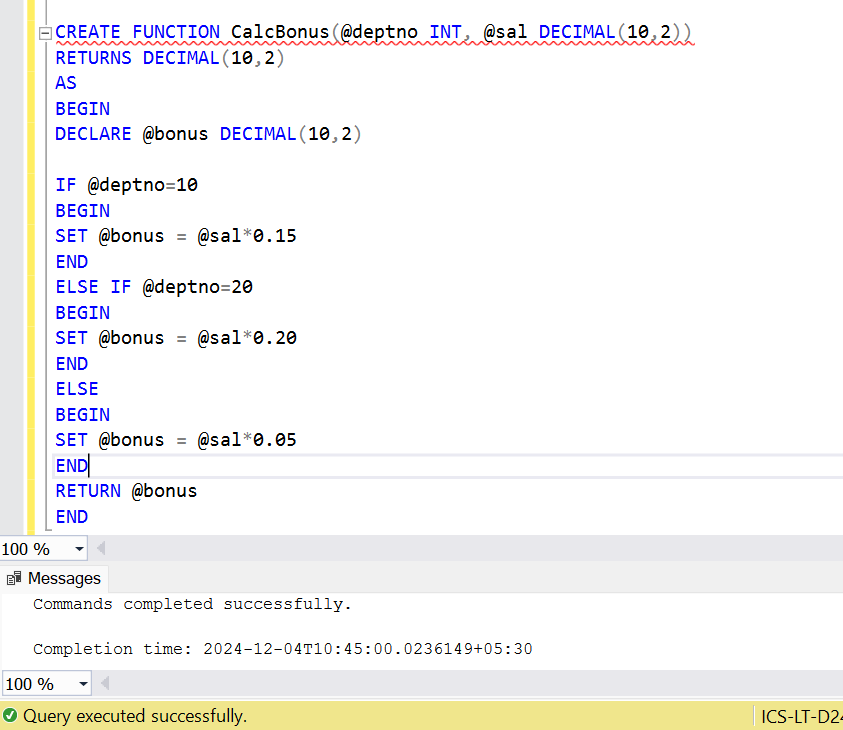 CREATE FUNCTION CalcBonus(@deptno INT, @sal DECIMAL(10,2))
RETURNS DECIMAL(10,2)
AS
BEGIN
DECLARE @bonus DECIMAL(10,2)
IF @deptno=10
BEGIN
SET @bonus = @sal*0.15
END
ELSE IF @deptno=20
BEGIN
SET @bonus = @sal*0.20
END
ELSE
BEGIN
SET @bonus = @sal*0.05
END
RETURN @bonus
END
100 %
Messages
Commands completed successfully.
Completion time: 2024-12-04T10:45:00.0236149+05:30
100 %
Query executed successfully.
ICS-LT-D24